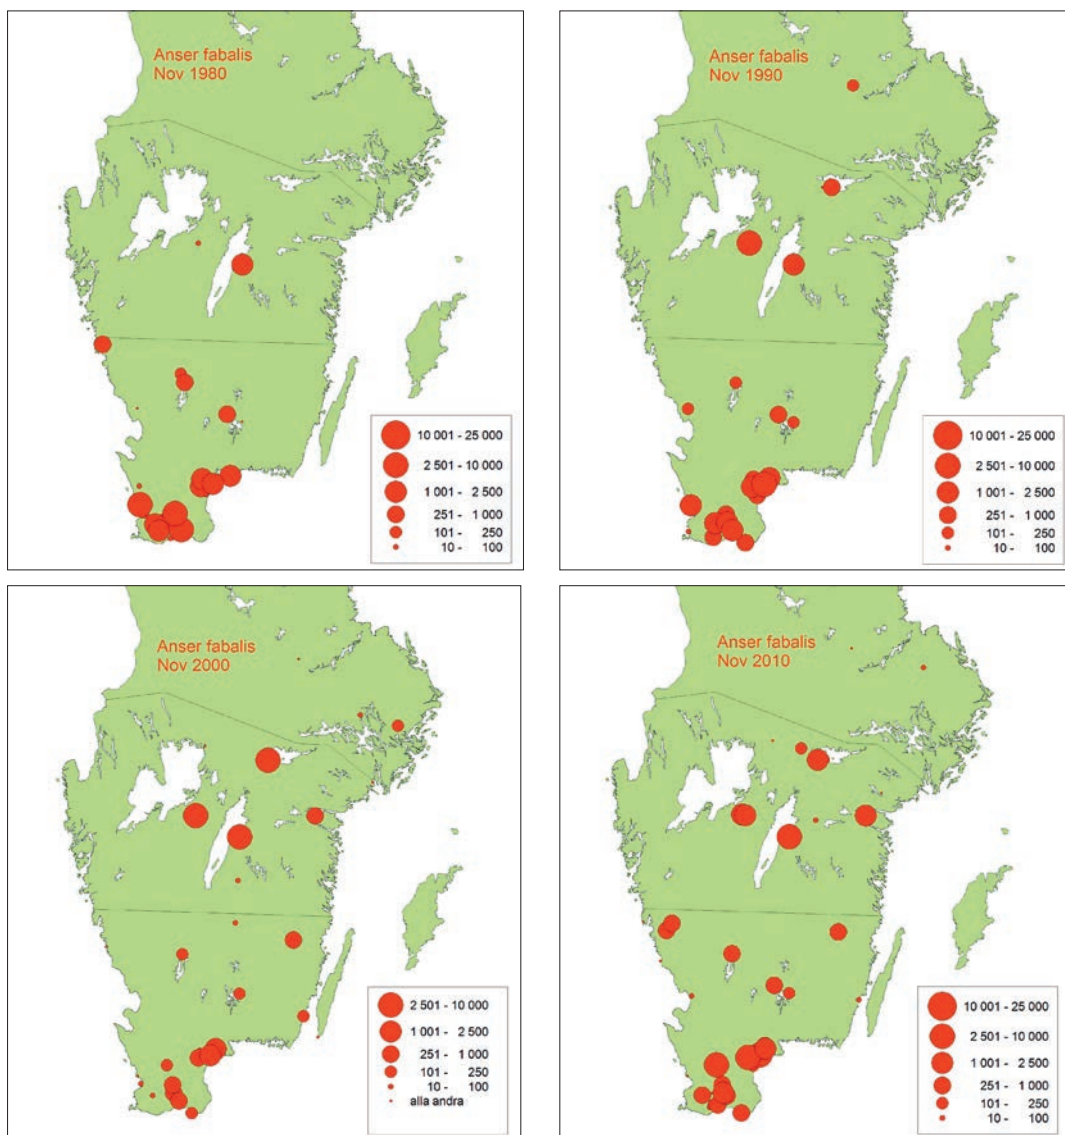 Anser fabalis
Nov 1980
10 001 - 25 000
2 501 - 10 000
1 001 - 2 500
251 - 1 000
101 - 250
10 - 100
Anser fabalis
Nov 1990
10 001 - 25 000
2 501 - 10 000
1 001 - 2 500
251 - 1 000
101 - 250
10 - 100
Anser fabalis
Nov 2000
2 501 - 10 000
1 001 - 2 500
251 - 1 000
101 - 250
10 - 100
alla andra
Anser fabalis
Nov 2010
10 001 - 25 000
2 501 - 10 000
1 001 - 2 500
251 - 1 000
101 - 250
10 - 100